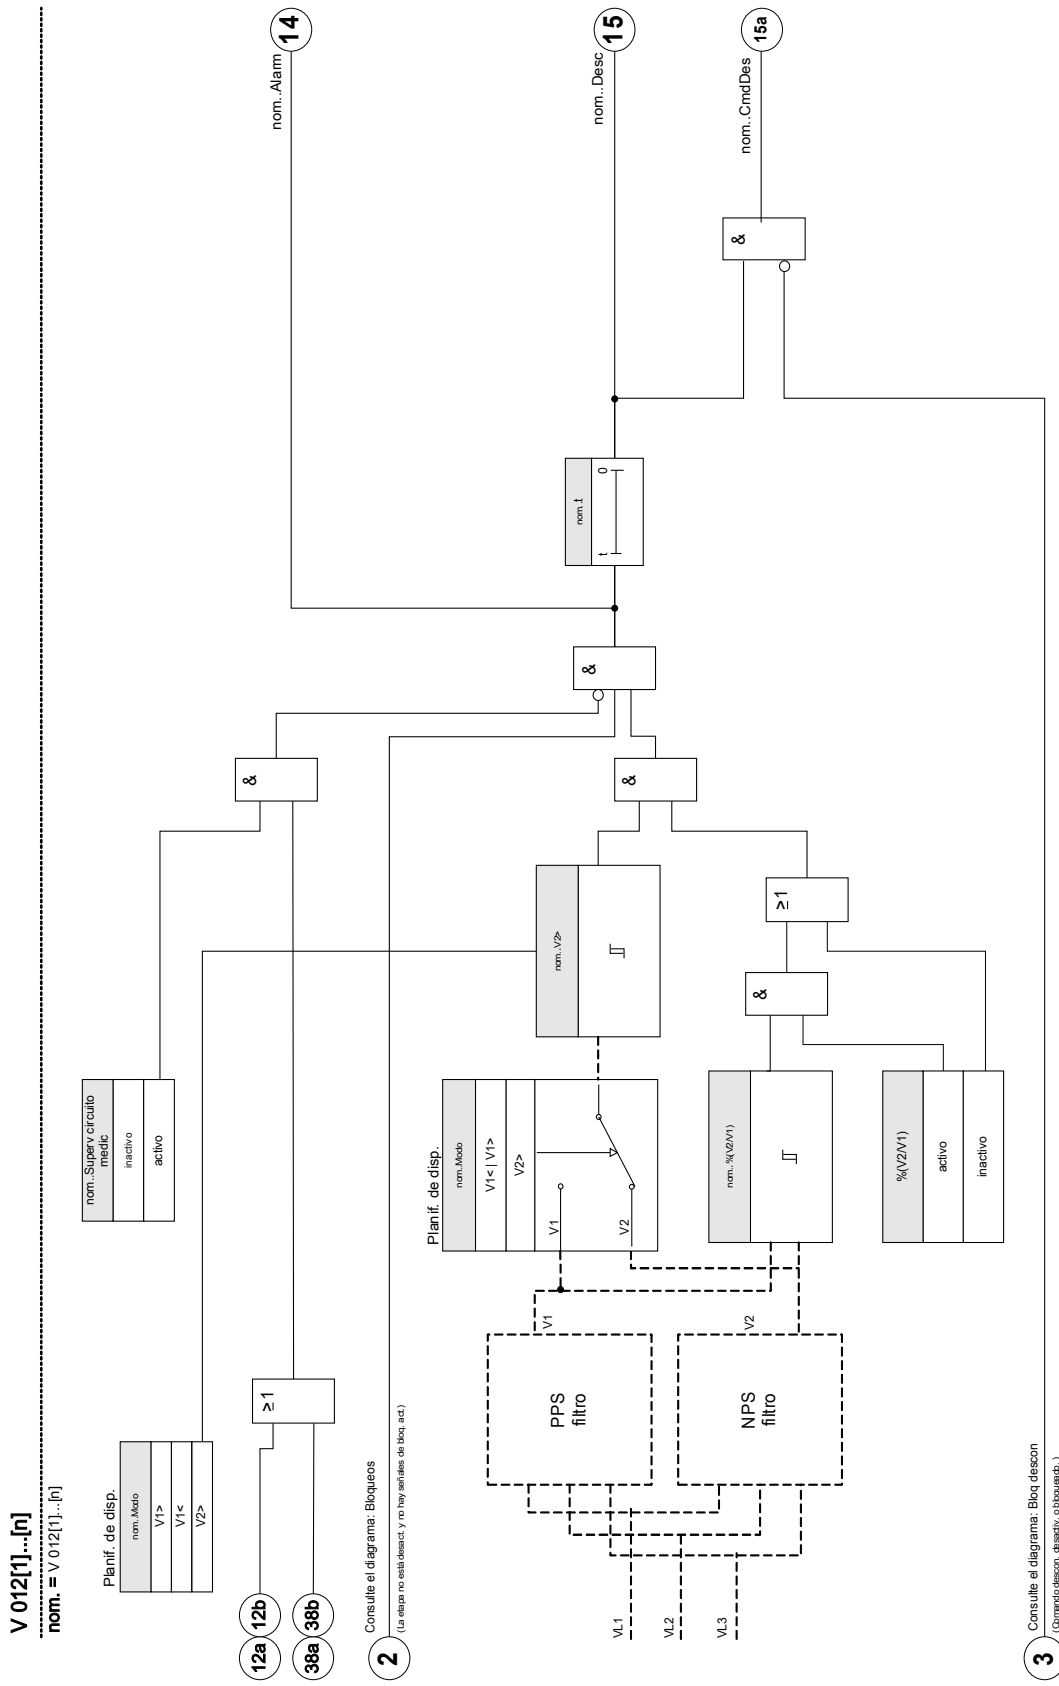 V 012[1]...[n]
nom. = V 012[1]...[n]
Planif. de disp.
nom..Modo
V1>
V1<
V2>
nom..Superv circuito
medic
inactivo
activo
12a
12b
38a
38b
≥1
&
14
nom..Alarm
2
Consulte el diagrama: Bloqueos
(La etapa no está desact. y no hay señales de bloq. act.)
Planif. de disp.
nom..Modo
V1< | V1>
V2>
V1
V2
nom..V2>
&
&
nom..t
t
0
15
nom..Desc
VL1
VL2
VL3
PPS
filtro
V1
NPS
filtro
V2
nom..%(V2/V1)
%(V2/V1)
activo
inactivo
&
≥1
&
15a
nom..CmdDes
3
Consulte el diagrama: Bloq descon
(Comando descon. desactiv. o bloqueado. )